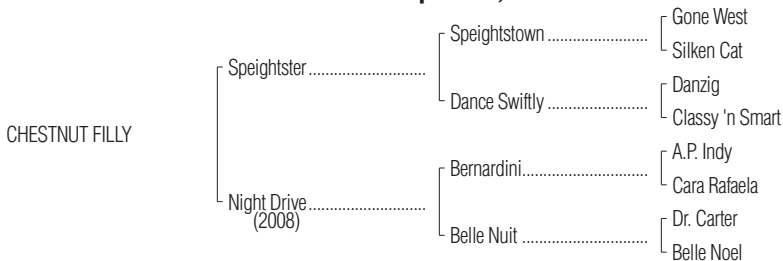 Gone West
Speightstown
Silken Cat
Speightster
Danzig
Dance Swiftly
Classy 'n Smart
CHESTNUT FILLY
A.P. Indy
Bernardini
Cara Rafaela
Night Drive
(2008)
Dr. Carter
Belle Nuit
Belle Noel